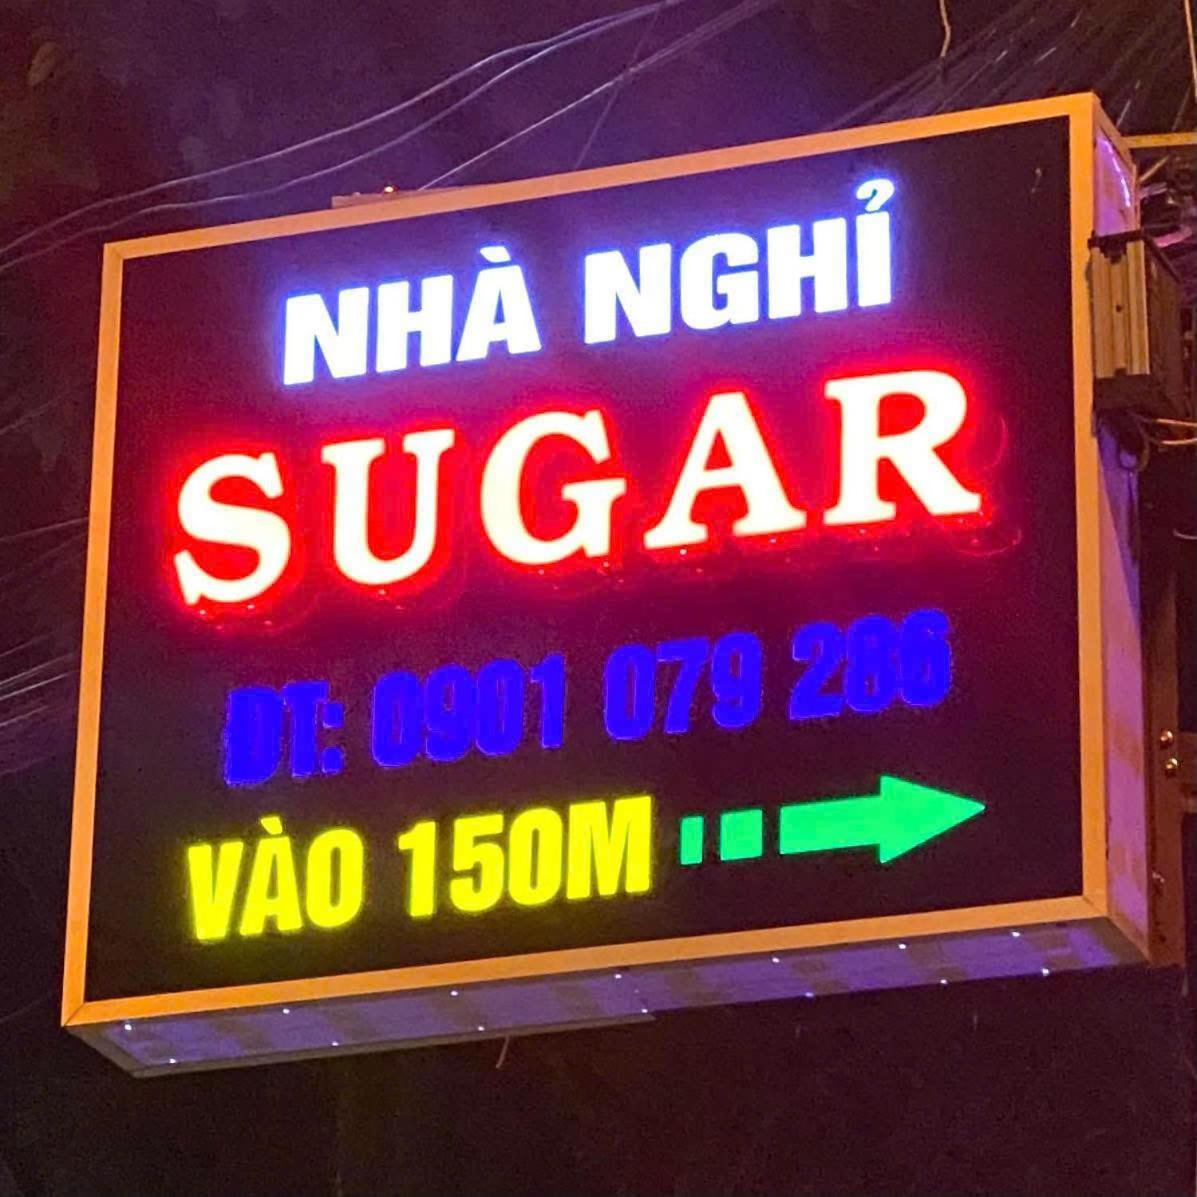 NHÀ NGHỈ
SUGAR
ĐT: 0901 079 286
VÀO 150M